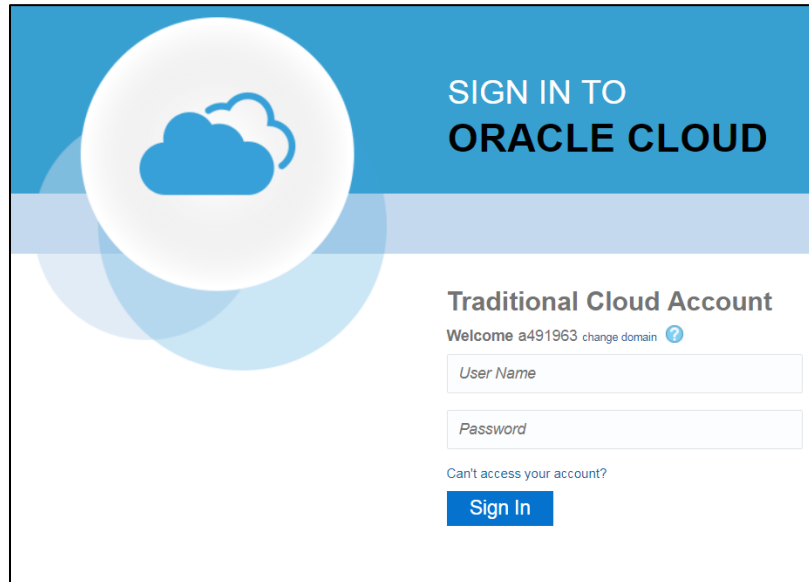 SIGN IN TO
ORACLE CLOUD
Traditional Cloud Account
Welcome a491963 change domain ?
User Name
Password
Can't access your account?
Sign In